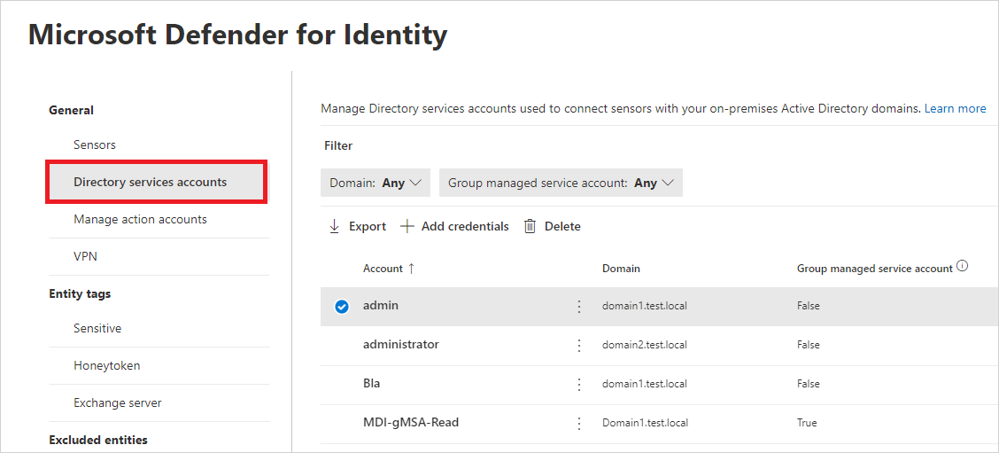 Microsoft Defender for Identity
General
Sensors
Directory services accounts
Manage action accounts
VPN
Entity tags
Sensitive
Honeytoken
Exchange server
Excluded entities
Manage Directory services accounts used to connect sensors with your on-premises Active Directory domains. Learn more
Filter
Domain: Any Group managed service account: Any
Export Add credentials Delete
Account ↑ Domain Group managed service account
admin domain1.test.local False
administrator domain2.test.local False
Bla domain1.test.local False
MDI-gMSA-Read Domain1.test.local True